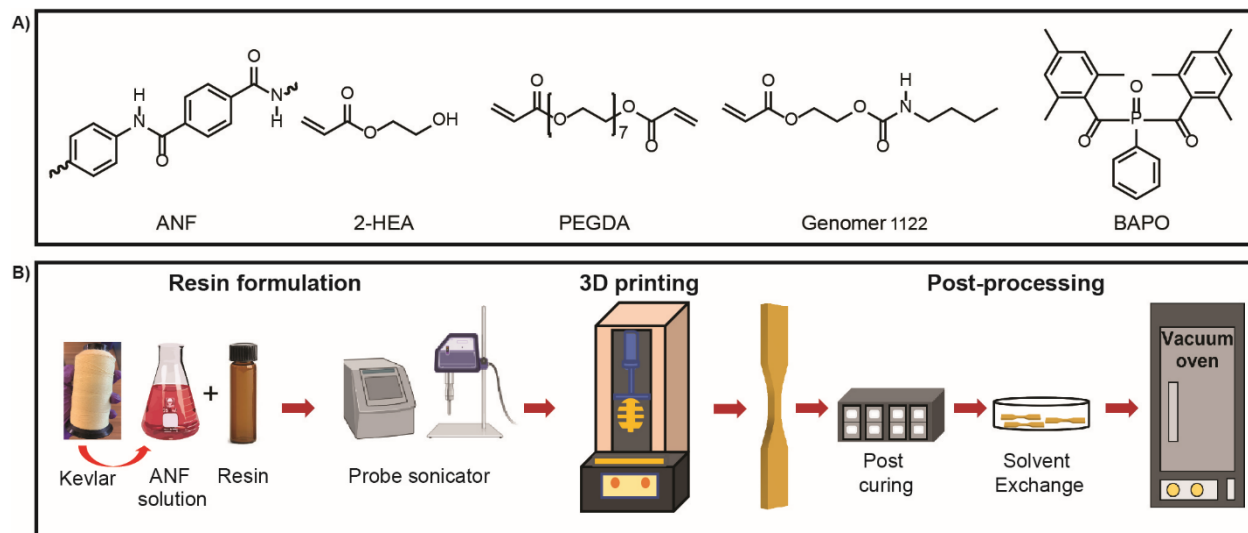 A)
H
N
O
O
N
H
ANF
O
O
OH
2-HEA
O
O
7
O
O
PEGDA
O
O
O
O
H
N
Genomer 1122
O
P
O
O
BAPO
B)
Resin formulation
3D printing
Post-processing
+
Kevlar
ANF
solution
Resin
Probe sonicator
Post
curing
Solvent
Exchange
Vacuum
oven